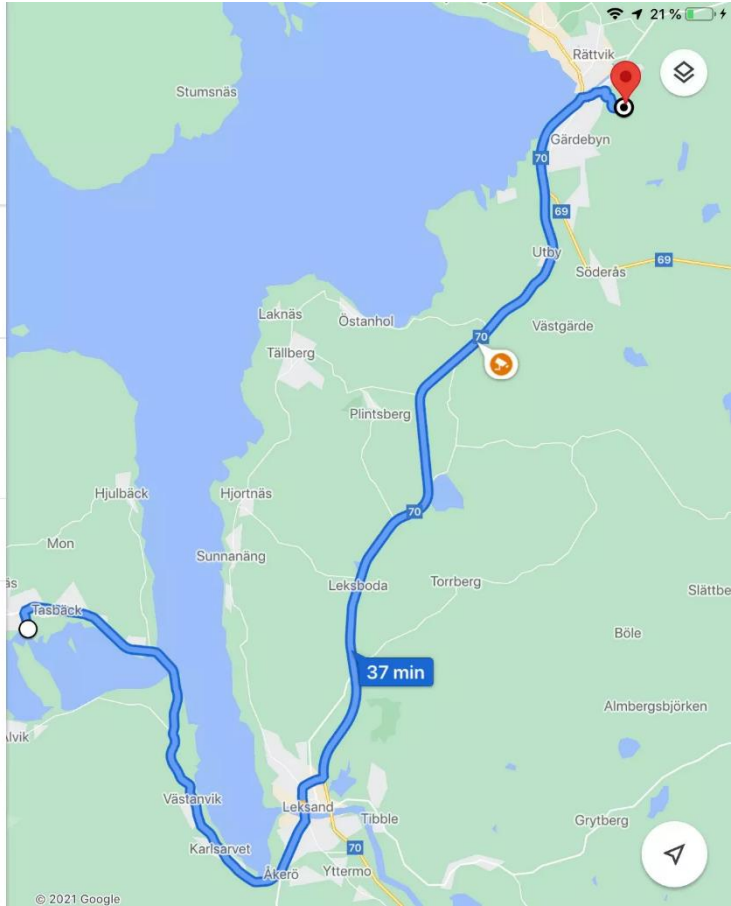 21%
Rättvik
Stumsnäs
Gärdebyn
70
69
Utby
69
Söderås
Laknäs
Östanhol
Västgärde
70
Tällberg
Plintsberg
Hjulbäck
Hjortnäs
70
Mon
Sunnanäng
Torrberg
äs
Leksboda
Slättbe
Tasbäck
Böle
37 min
Almbergsbjörken
Alvik
Västanvik
Leksand
Tibble
Grytberg
Karlsarvet
70
Åkerö
Yttermo
© 2021 Google